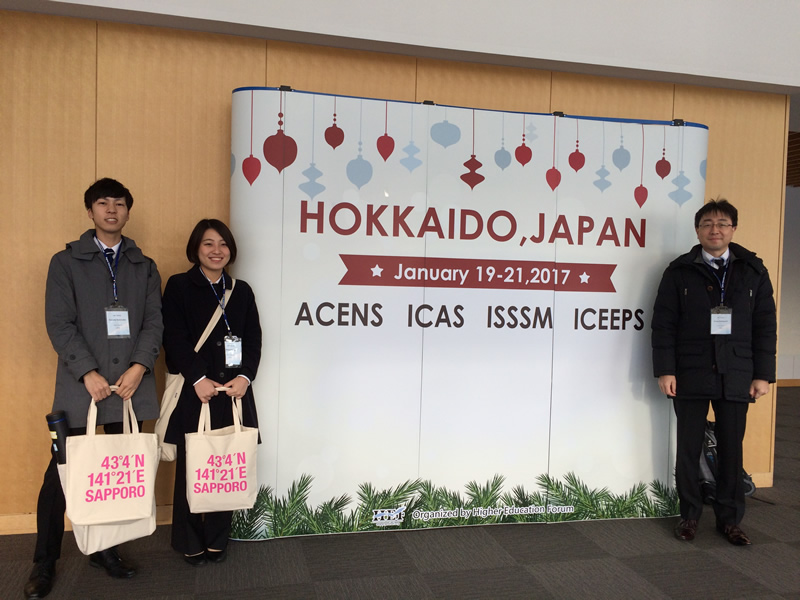 HOKKAIDO,JAPAN
January 19-21,2017
ACENS ICAS ISSSM ICEEPS
Organized by Higher Education Forum
43°4´N
141°21´E
SAPPORO
43°4´N
141°21´E
SAPPORO